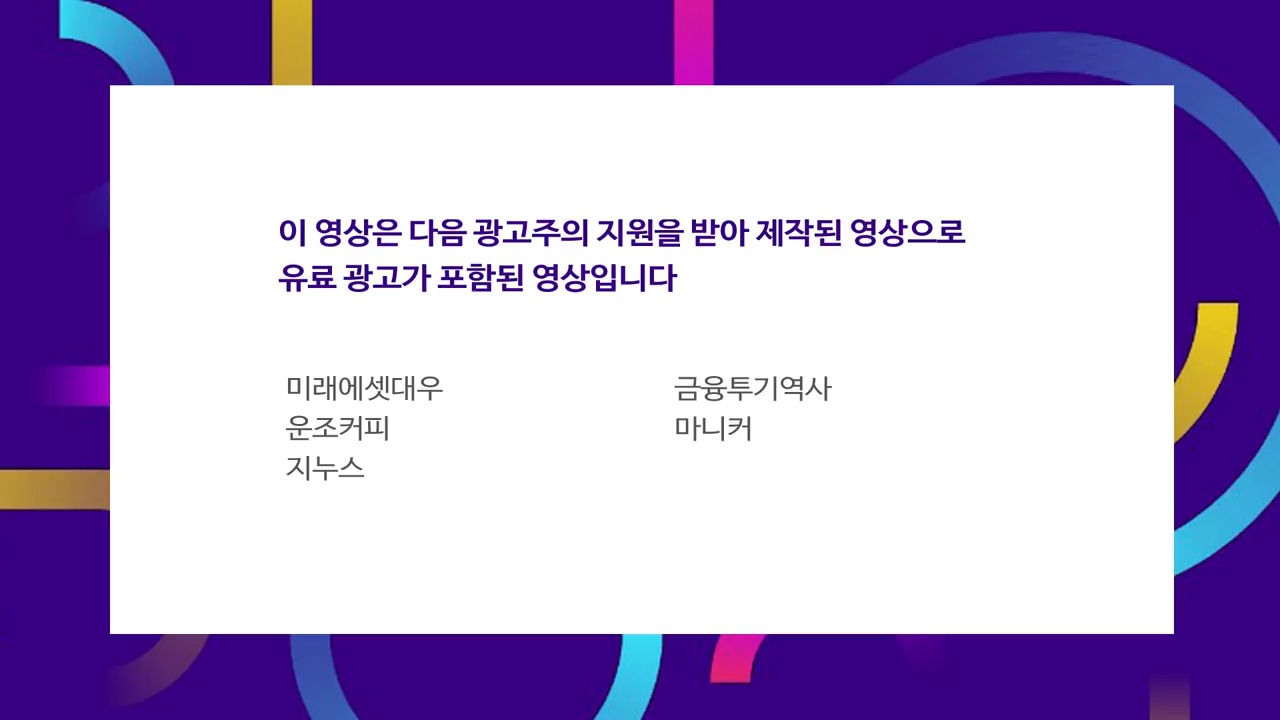 이 영상은 다음 광고주의 지원을 받아 제작된 영상으로
유료 광고가 포함된 영상입니다
미래에셋대우
운조커피
지누스
금융투기역사
마니커